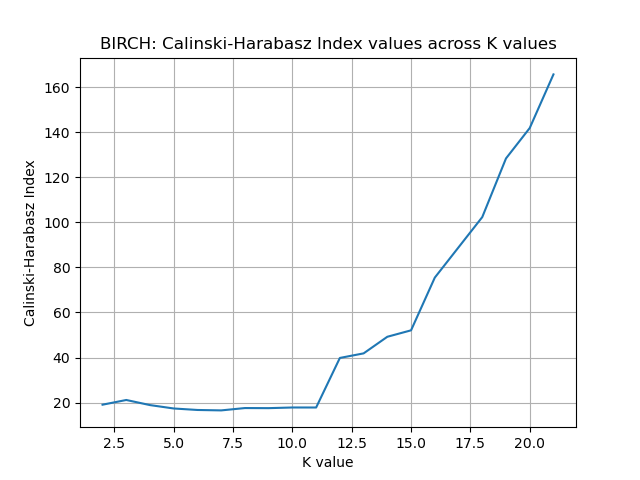 BIRCH: Calinski-Harabasz Index values across K values
160
140
120
100
80
60
40
20
Calinski-Harabasz Index
2.5 5.0 7.5 10.0 12.5 15.0 17.5 20.0
K value